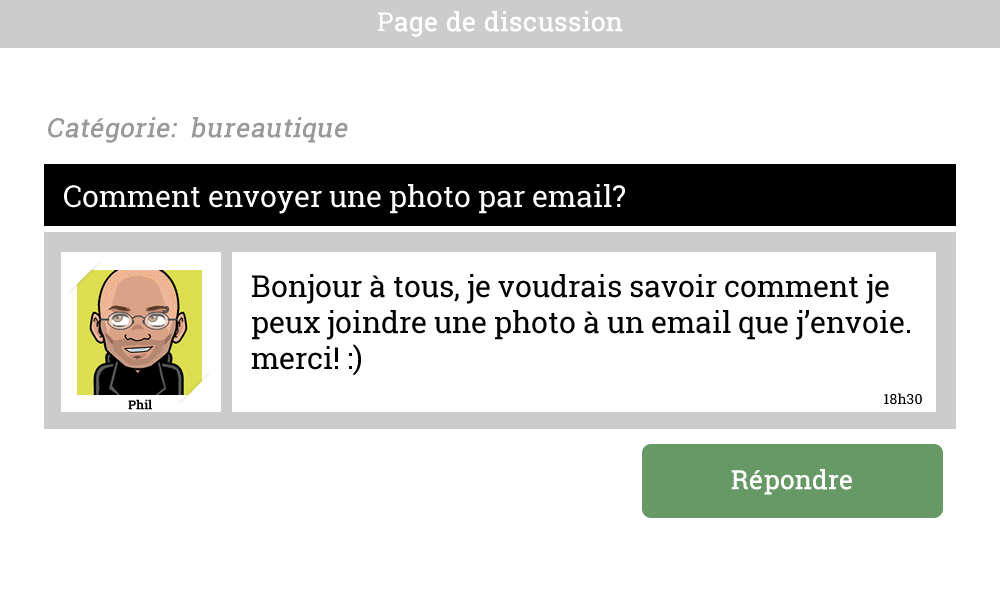 Page de discussion
Catégorie: bureautique
Comment envoyer une photo par email?
Bonjour à tous, je voudrais savoir comment je
peux joindre une photo à un email que j’envoie.
merci! :)
Phil
18h30
Répondre